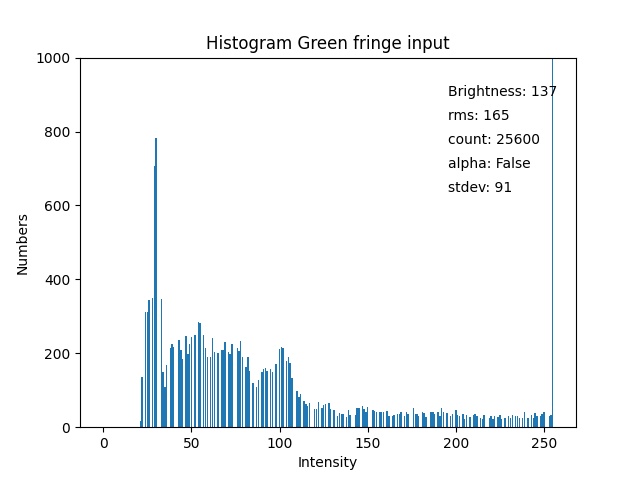 Histogram Green fringe input
1000
800
600
400
200
0
Numbers
Brightness: 137
rms: 165
count: 25600
alpha: False
stdev: 91
0 50 100 150 200 250
Intensity